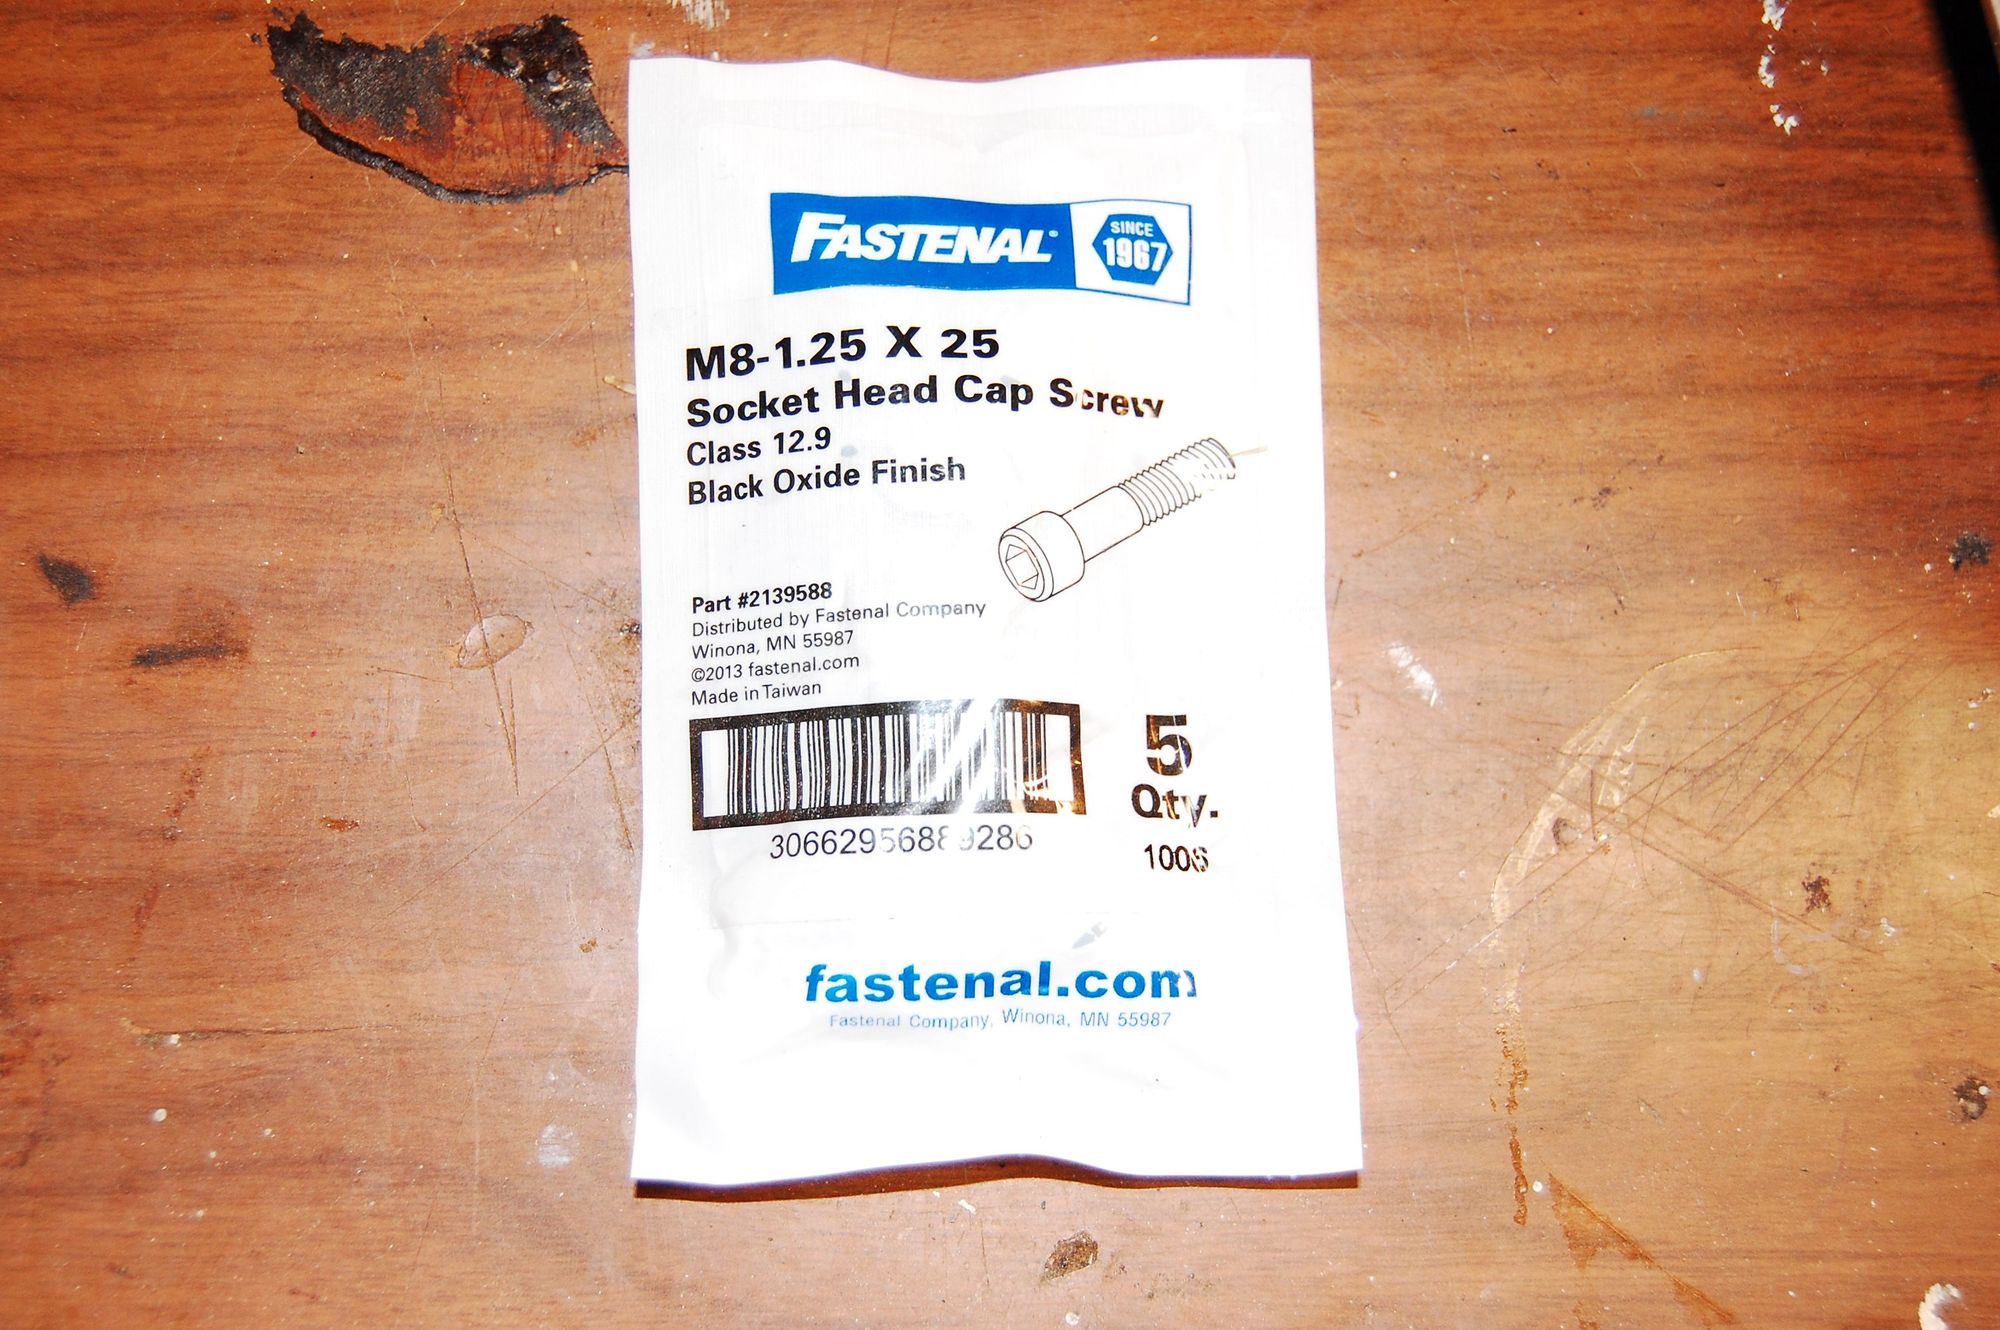 FASTENAL®
SINCE
1967
M8-1.25 X 25
Socket Head Cap Screw
Class 12.9
Black Oxide Finish
Part #2139588
Distributed by Fastenal Company
Winona, MN 55987
©2013 fastenal.com
Made in Taiwan
5
Qty.
fastenal.com
Fastenal Company, Winona, MN 55987